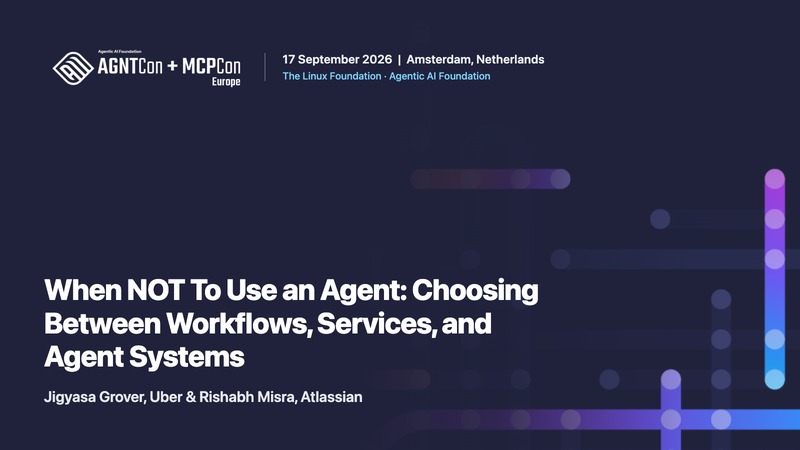 Agentic AI Foundation
AGNTCon + MCPCon
Europe
17 September 2026 | Amsterdam, Netherlands
The Linux Foundation · Agentic AI Foundation
When NOT To Use an Agent: Choosing
Between Workflows, Services, and
Agent Systems
Jigyasa Grover, Uber & Rishabh Misra, Atlassian